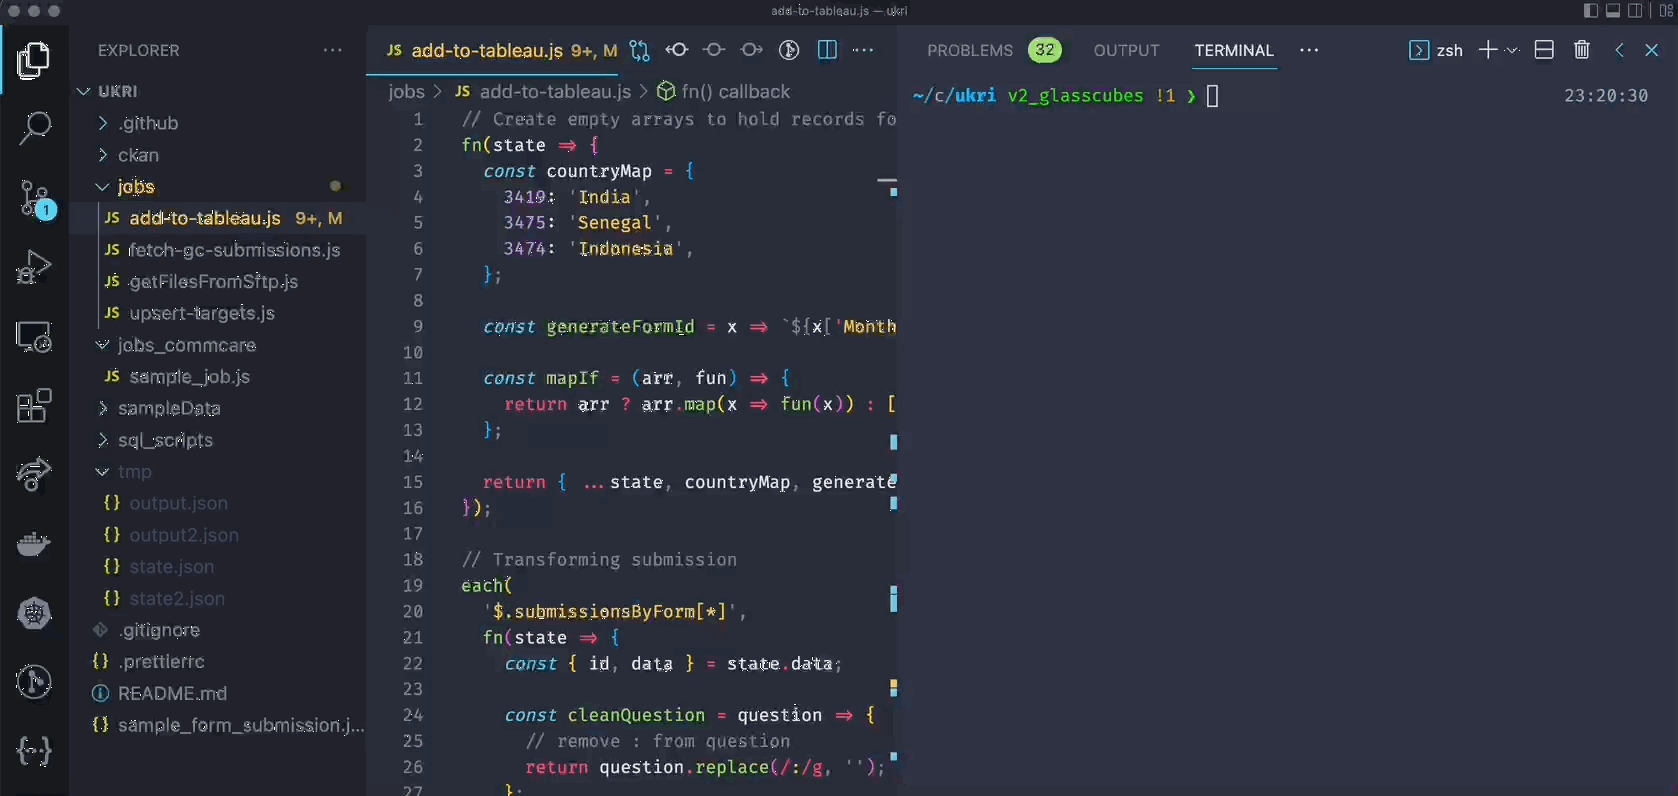 add-to-tableau.js — ukri
EXPLORER
UKRI
.github
ckan
jobs
JS add-to-tableau.js 9+, M
JS fetch-gc-submissions.js
JS getFilesFromSftp.js
JS upsert-targets.js
jobs_commcare
JS sample_job.js
sampleData
sql_scripts
tmp
{} output.json
{} output2.json
{} state.json
{} state2.json
.gitignore
{} .prettierrc
README.md
{} sample_form_submission.j...
1
JS add-to-tableau.js 9+, M
jobs > JS add-to-tableau.js > fn() callback
1 // Create empty arrays to hold records fo
2 fn(state ⇒ {
3 const countryMap = {
4 3419: 'India',
5 3475: 'Senegal',
6 3474: 'Indonesia',
7 };
8
9 const generateFormId = x ⇒ `${x['Month
10
11 const mapIf = (arr, fun) ⇒ {
12 return arr ? arr.map(x ⇒ fun(x)) : [
13 };
14
15 return { ...state, countryMap, generate
16 });
17
18 // Transforming submission
19 each(
20 '$.submissionsByForm[*]',
21 fn(state ⇒ {
22 const { id, data } = state.data;
23
24 const cleanQuestion = question ⇒ {
25 // remove : from question
26 return question.replace(/:/g, '');
27 };
PROBLEMS 32 OUTPUT TERMINAL ··· zsh
~/c/ukri v2_glasscubes !1 ❯ 23:20:30